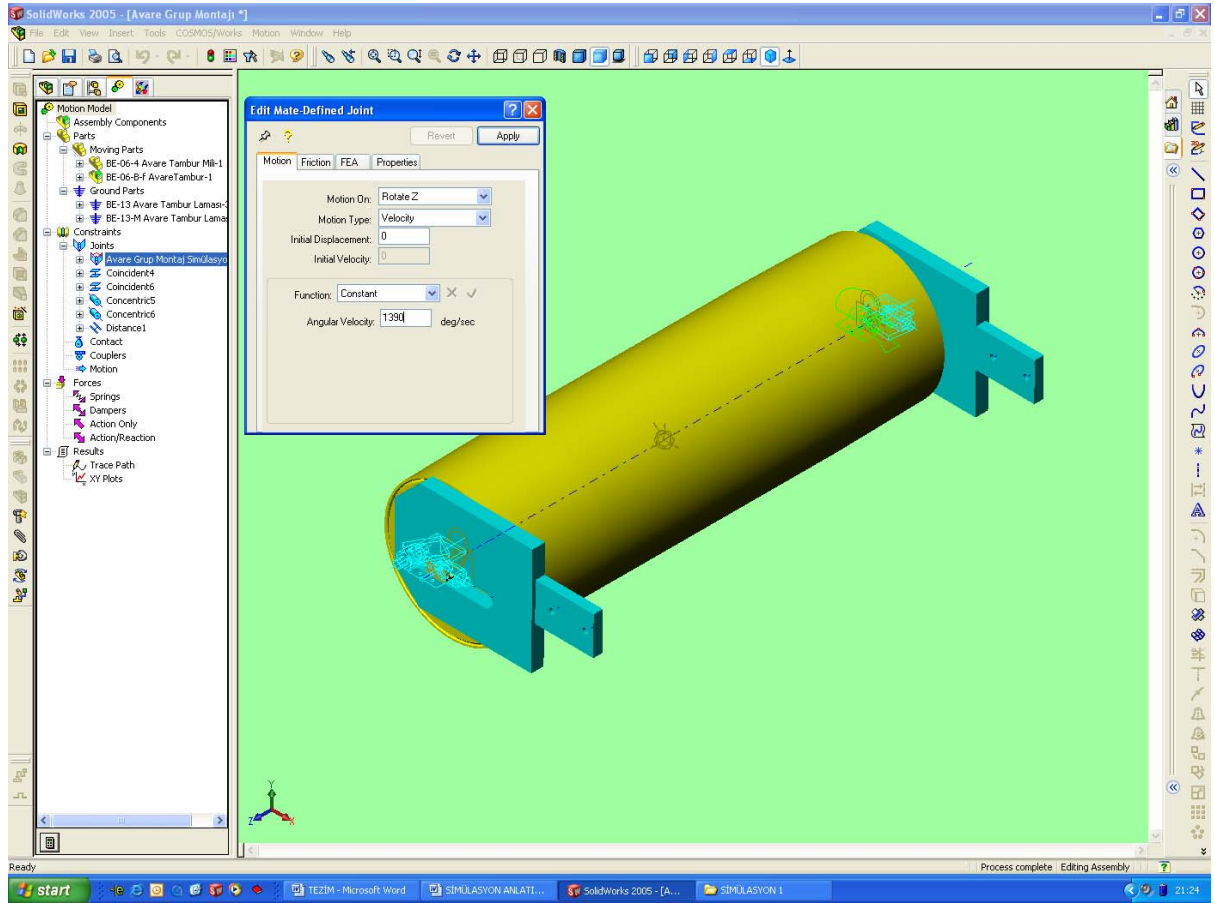 SolidWorks 2005 - [Avare Grup Montajı *]
File Edit View Insert Tools COSMOS/Works Motion Window Help
Motion Model
Assembly Components
Parts
Moving Parts
BE-06-4 Avare Tambur Mili-1
BE-06-B-f AvareTambur-1
Ground Parts
BE-13 Avare Tambur Laması-3
BE-13-M Avare Tambur Lamas
Constraints
Joints
Avare Grup Montaj Simülasyo
Coincident4
Coincident6
Concentric5
Concentric6
Distance1
Contact
Couplers
Motion
Forces
Springs
Dampers
Action Only
Action/Reaction
Results
Trace Path
XY Plots
Edit Mate-Defined Joint
Revert Apply
Motion Friction FEA Properties
Motion On: Rotate Z
Motion Type: Velocity
Initial Displacement: 0
Initial Velocity: 0
Function: Constant
Angular Velocity: 1390 deg/sec
Y
Z X
Ready Process complete Editing Assembly
start TEZİM - Microsoft Word SİMÜLASYON ANLATI... SolidWorks 2005 - [A... SİMÜLASYON 1 21:24